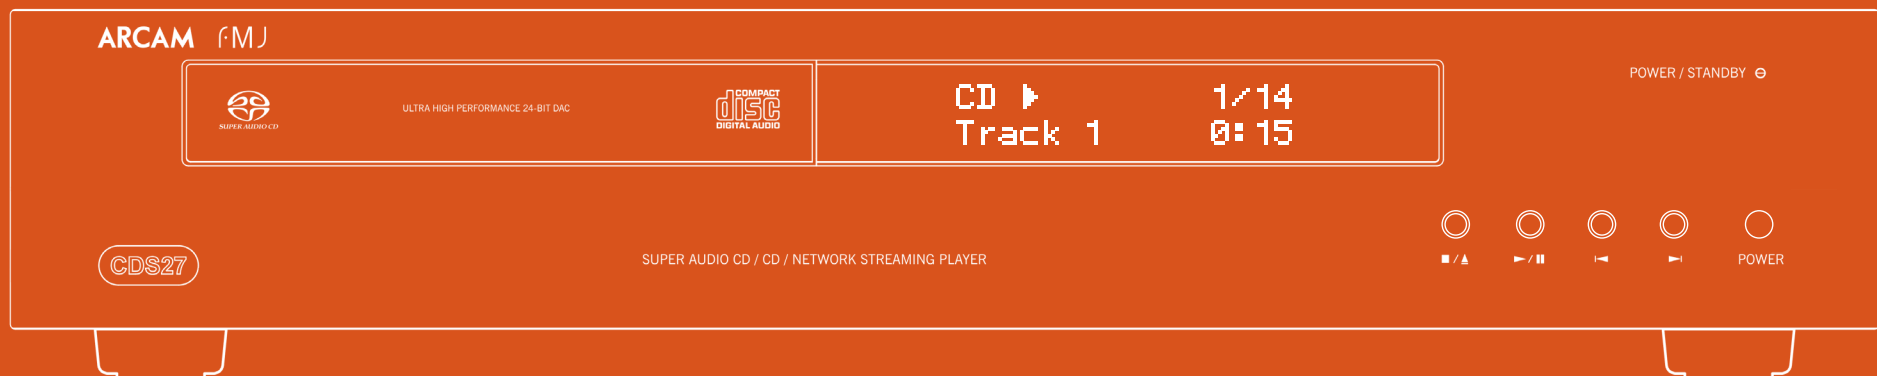 ARCAM FMJ
POWER / STANDBY
SUPER AUDIO CD
ULTRA HIGH PERFORMANCE 24-BIT DAC
COMPACT
disc
DIGITAL AUDIO
CD 1/14
Track 1 0:15
CDS27
SUPER AUDIO CD / CD / NETWORK STREAMING PLAYER
POWER